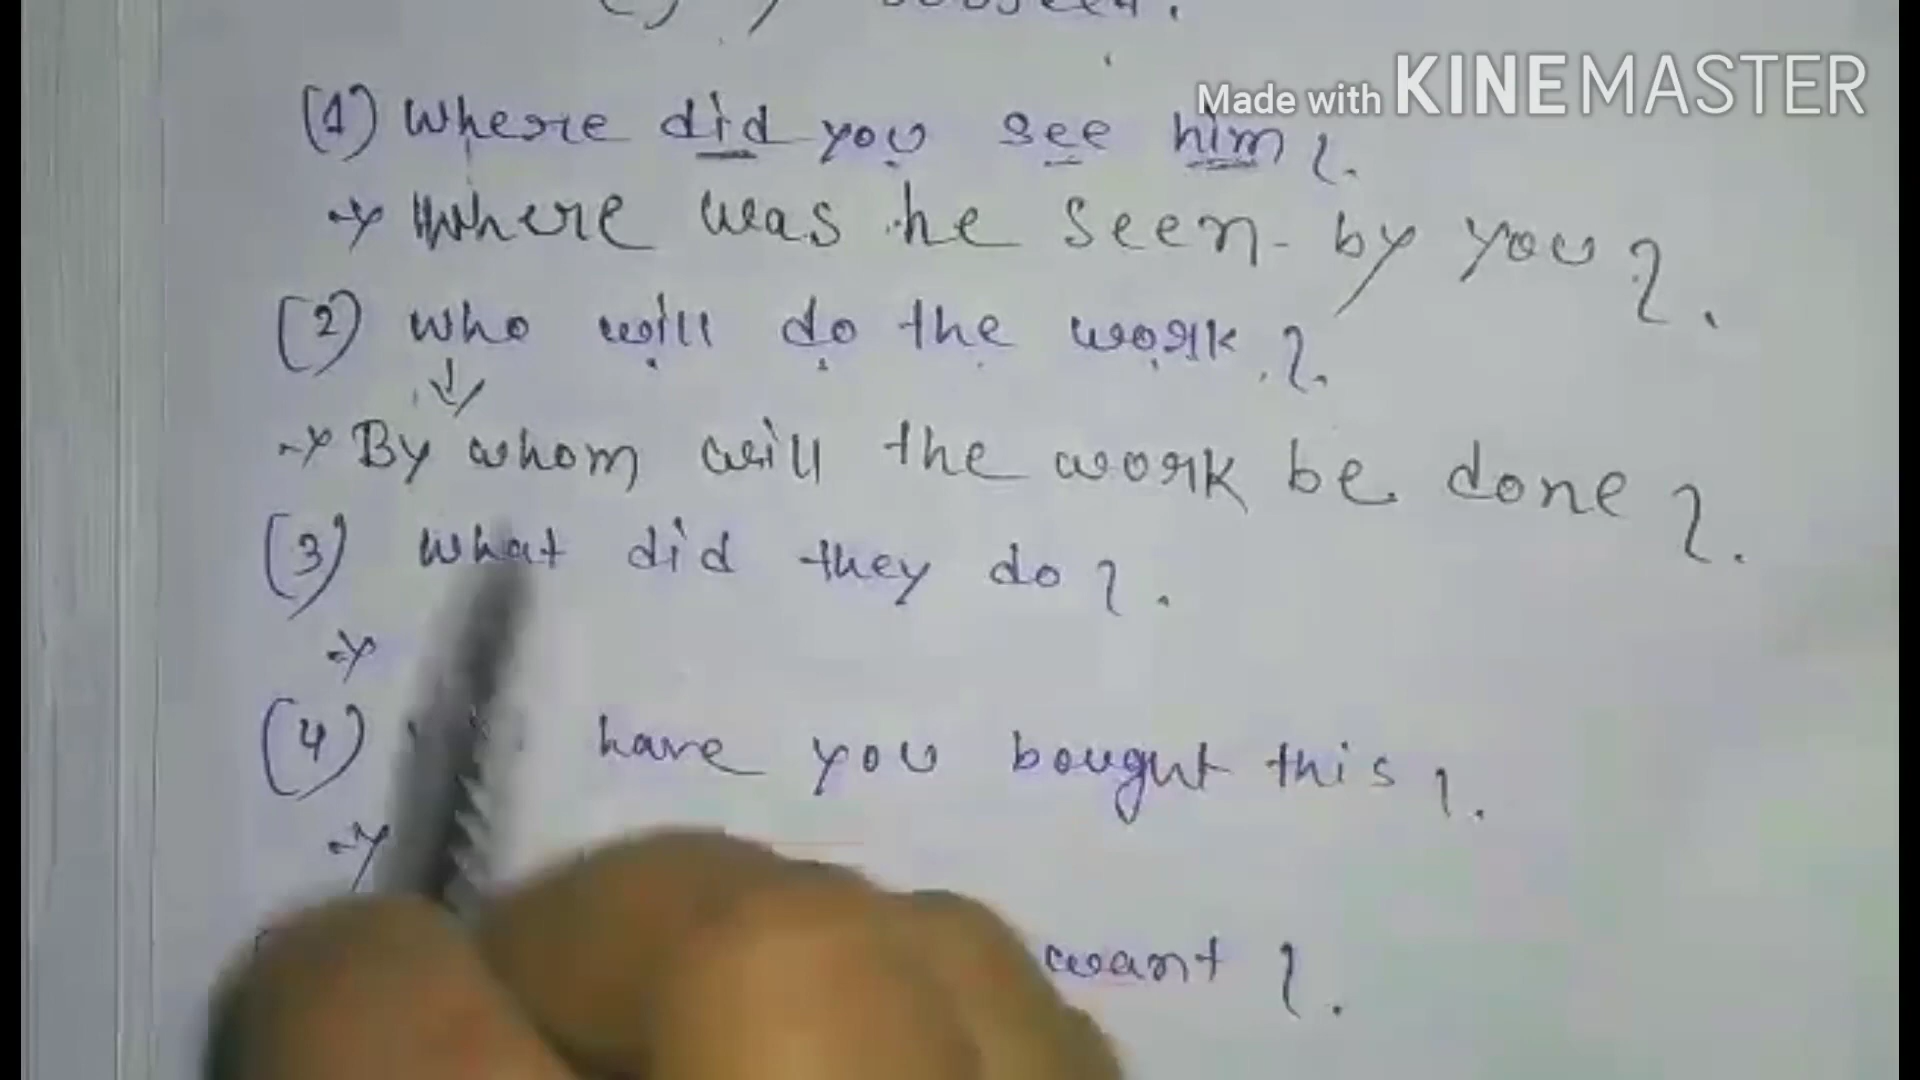 Made with KINEMASTER
(1) Where did you see him?
→ Where was he seen by you?
(2) Who will do the work?
→ By whom will the work be done?
(3) What did they do?
→
(4) have you bought this?
→
want?